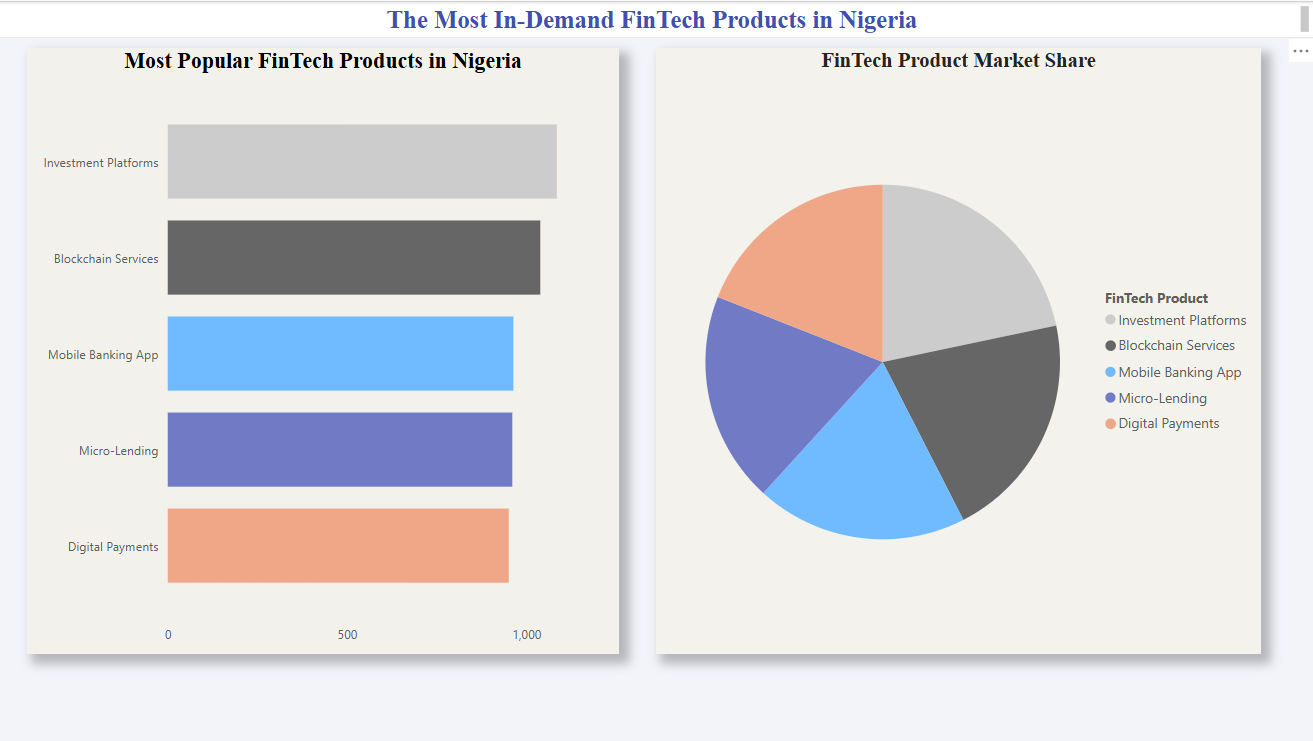 The Most In-Demand FinTech Products in Nigeria
Most Popular FinTech Products in Nigeria
Investment Platforms
Blockchain Services
Mobile Banking App
Micro-Lending
Digital Payments
0 500 1,000
FinTech Product Market Share
FinTech Product
Investment Platforms
Blockchain Services
Mobile Banking App
Micro-Lending
Digital Payments